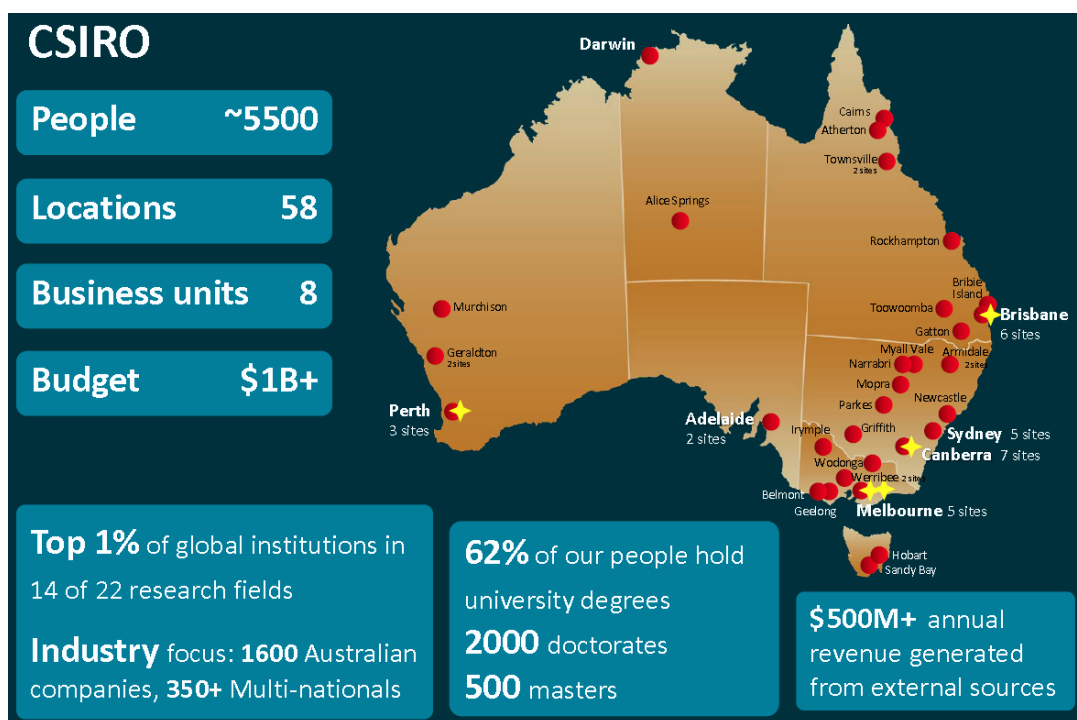 CSIRO
People ~5500
Locations 58
Business units 8
Budget $1B+
Darwin
Cairns
Atherton
Townsville
2 sites
Alice Springs
Rockhampton
Bribie
Island
Toowoomba
Brisbane
6 sites
Gatton
Murchison
Geraldton
2 sites
Perth
3 sites
Adelaide
2 sites
Myall Vale
Narrabri
Armidale
2 sites
Mopra
Newcastle
Parkes
Irymple
Griffith
Sydney 5 sites
Canberra 7 sites
Wodonga
Werribee 2 sites
Belmont
Geelong
Melbourne 5 sites
Hobart
Sandy Bay
Top 1% of global institutions in
14 of 22 research fields
Industry focus: 1600 Australian
companies, 350+ Multi-nationals
62% of our people hold
university degrees
2000 doctorates
500 masters
$500M+ annual
revenue generated
from external sources